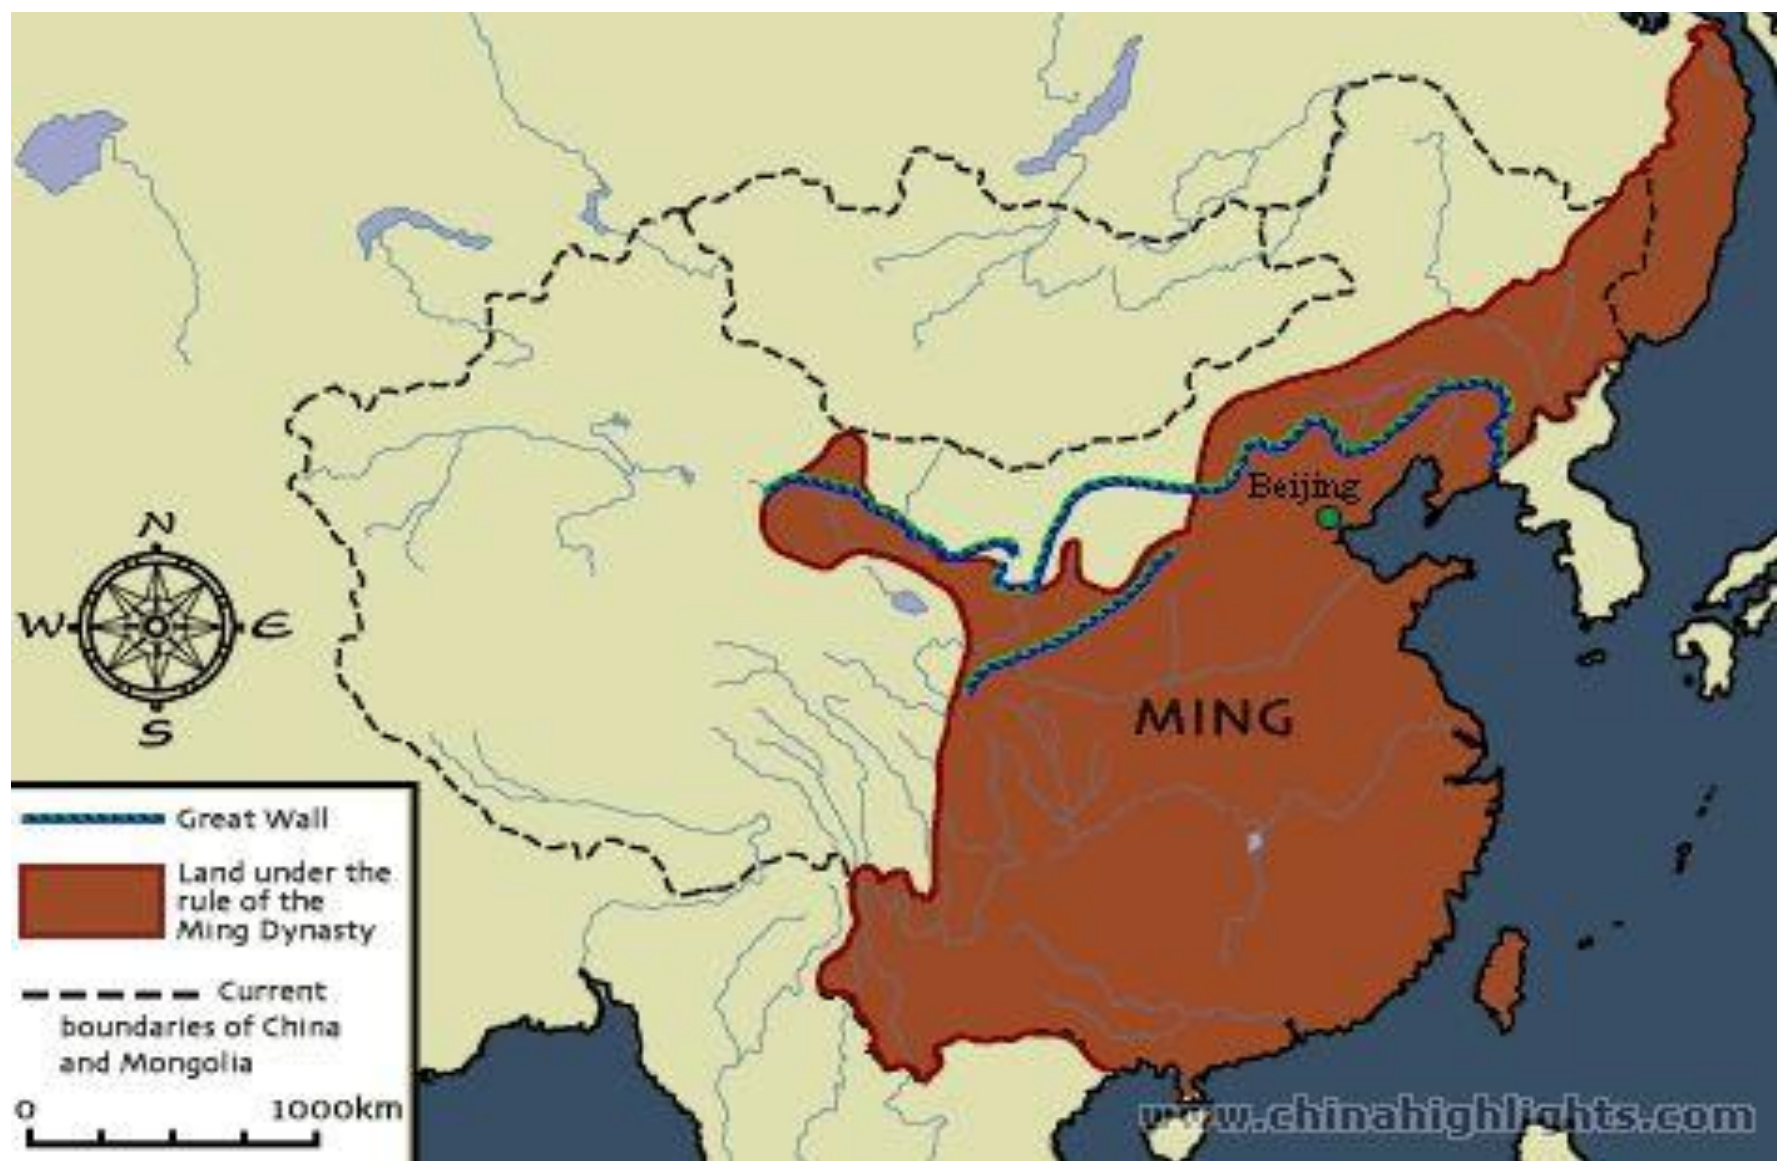 N
W E
S
Beijing
MING
Great Wall
Land under the
rule of the
Ming Dynasty
Current
boundaries of China
and Mongolia
0 1000km
www.chinahighlights.com